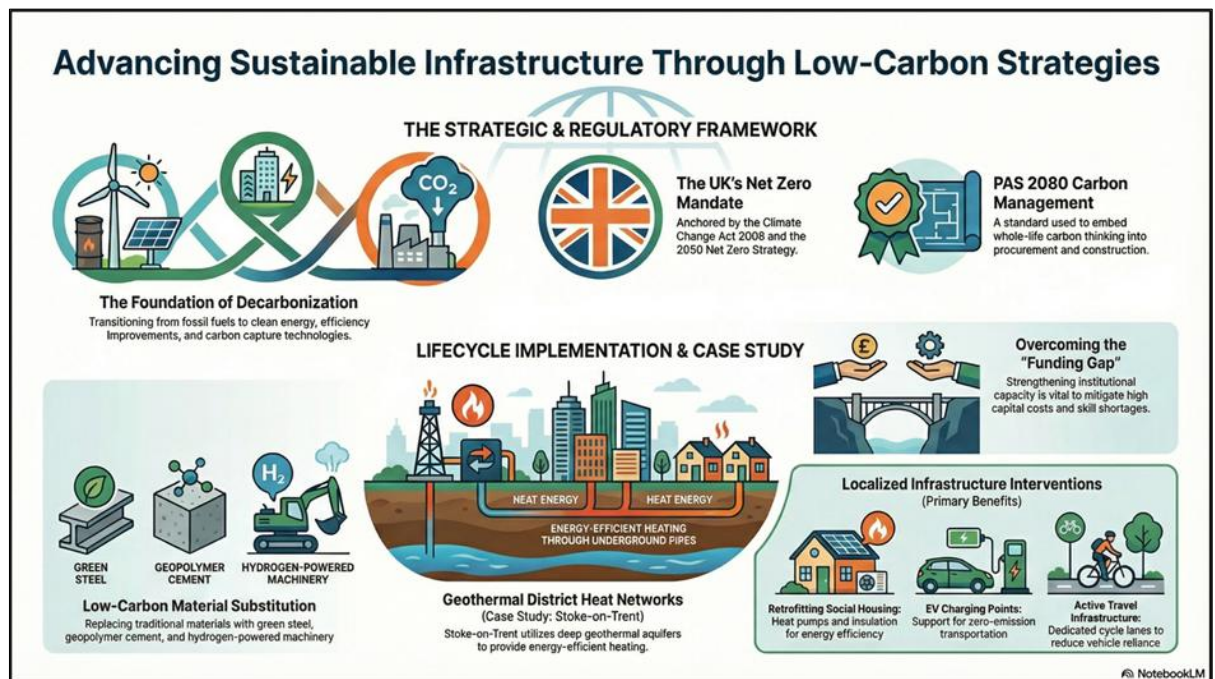 Advancing Sustainable Infrastructure Through Low-Carbon Strategies
THE STRATEGIC & REGULATORY FRAMEWORK
CO₂
The Foundation of Decarbonization
Transitioning from fossil fuels to clean energy, efficiency
Improvements, and carbon capture technologies.
The UK's Net Zero
Mandate
Anchored by the Climate
Change Act 2008 and the
2050 Net Zero Strategy.
PAS 2080 Carbon
Management
A standard used to embed
whole-life carbon thinking into
procurement and construction.
LIFECYCLE IMPLEMENTATION & CASE STUDY
H₂
GREEN
STEEL
GEOPOLYMER
CEMENT
HYDROGEN-POWERED
MACHINERY
Low-Carbon Material Substitution
Replacing traditional materials with green steel,
geopolymer cement, and hydrogen-powered machinery
HEAT ENERGY
HEAT ENERGY
ENERGY-EFFICIENT HEATING
THROUGH UNDERGROUND PIPES
Geothermal District Heat Networks
(Case Study: Stoke-on-Trent)
Stoke-on-Trent utilizes deep geothermal aquifers
to provide energy-efficient heating.
£
Overcoming the
"Funding Gap"
Strengthening institutional
capacity is vital to mitigate high
capital costs and skill shortages.
Localized Infrastructure Interventions
(Primary Benefits)
Retrofitting Social Housing:
Heat pumps and insulation
for energy efficiency
EV Charging Points:
Support for zero-emission
transportation
Active Travel
Infrastructure:
Dedicated cycle lanes to
reduce vehicle reliance
NotebookLM